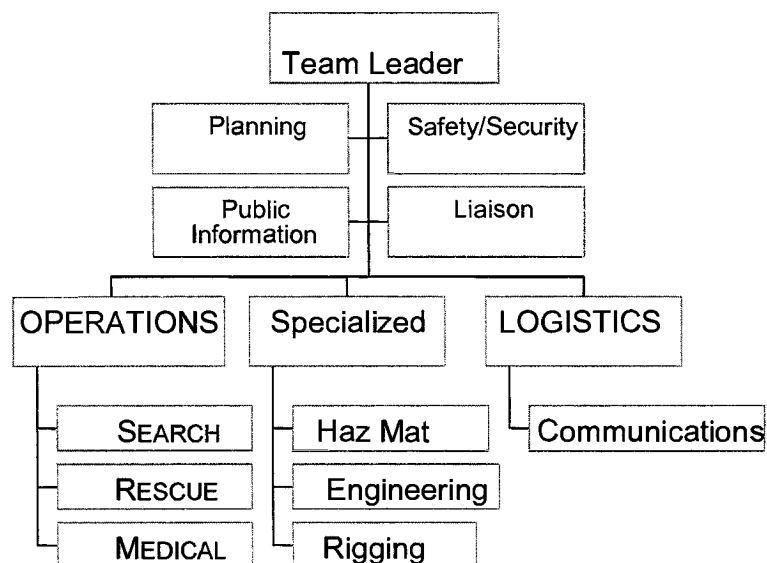 Team Leader
Planning
Safety/Security
Public
Information
Liaison
OPERATIONS
Specialized
LOGISTICS
SEARCH
Haz Mat
Communications
RESCUE
Engineering
MEDICAL
Rigging